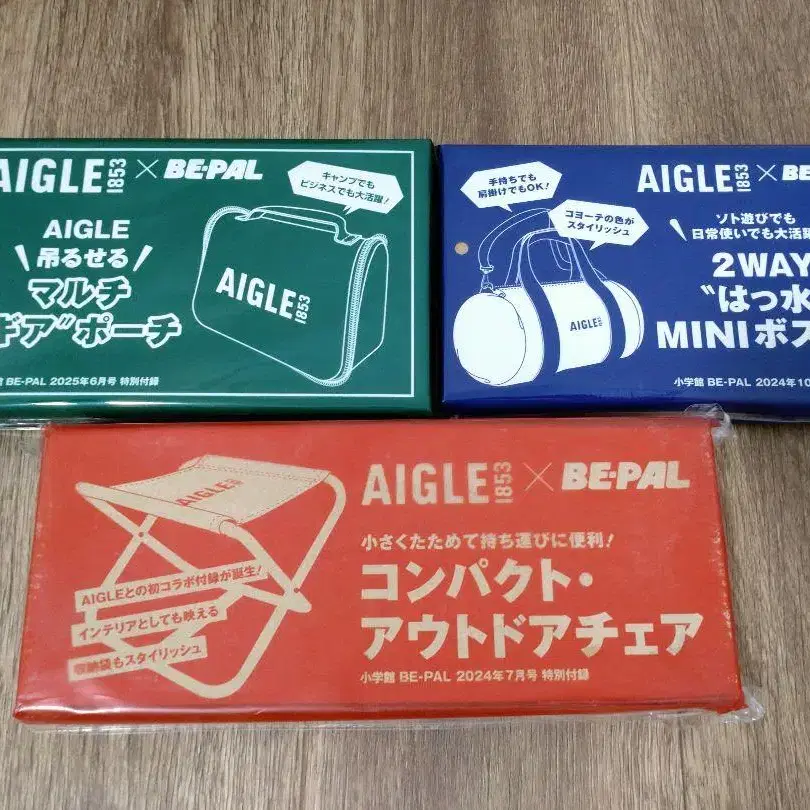 AIGLE 1853 × BE-PAL
キャンプでも
ビジネスでも大活躍!
AIGLE
吊るせる
マルチ
ギア”ポーチ
AIGLE 1853
BE-PAL 2025年6月号 特別付録
AIGLE 1853 × BE
手持ちでも
肩掛けでもOK!
コヨーテの色が
スタイリッシュ
ソト遊びでも
日常使いでも大活躍
2WAY
“はっ水
MINIボス
AIGLE 1853
小学館 BE-PAL 2024年10
AIGLE 1853
AIGLE 1853 × BE-PAL
小さくたためて持ち運びに便利!
コンパクト・
アウトドアチェア
AIGLEとの初コラボ付録が誕生!
インテリアとしても映える
収納袋もスタイリッシュ
小学館 BE-PAL 2024年7月号 特別付録